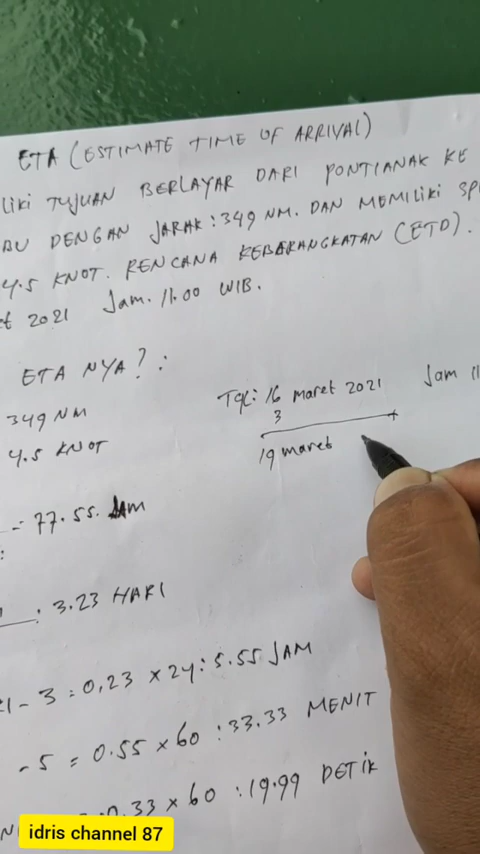 ETA (ESTIMATE TIME OF ARRIVAL)
LIKI TUJUAN BERLAYAR DARI PONTIANAK KE
BU DENGAN JARAK : 349 NM. DAN MEMILIKI SP
4.5 KNOT. RENCANA KEBERANGKATAN (ETD).
et 2021 Jam. 11.00 WIB.
ETA NYA ? :
349 NM
4.5 KNOT
Tgl: 16 maret 2021 Jam 11
3 +
19 maret
= 77.55 JAM
: 3.23 HARI
- 3 = 0,23 x 24 : 5.55 JAM
- 5 = 0.55 x 60 : 33.33 MENIT
0.33 x 60 : 19.99 DETIK
idris channel 87